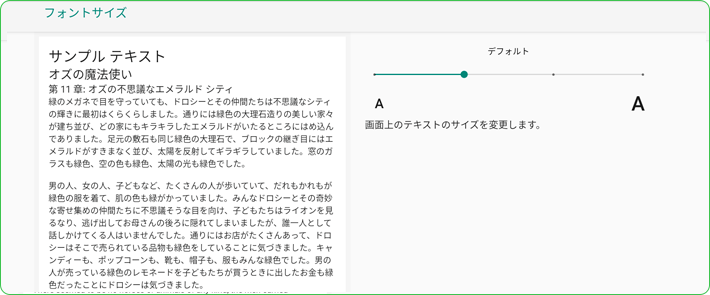 フォントサイズ
サンプル テキスト
オズの魔法使い
第 11 章: オズの不思議なエメラルド シティ
緑のメガネで目を守っていても、ドロシーとその仲間たちは不思議なシティ
の輝きに最初はくらくらしました。通りには緑色の大理石造りの美しい家々
が建ち並び、どの家にもキラキラしたエメラルドがいたるところにはめ込ん
でありました。足元の敷石も同じ緑色の大理石で、ブロックの継ぎ目にはエ
メラルドがすきまなく並び、太陽を反射してギラギラしていました。窓のガ
ラスも緑色、空の色も緑色、太陽の光も緑色でした。
男の人、女の人、子どもなど、たくさんの人が歩いていて、だれもかれもが
緑色の服を着て、肌の色も緑がかっていました。みんなドロシーとその奇妙
な寄せ集めの仲間たちに不思議そうな目を向け、子どもたちはライオンを見
るなり、逃げ出してお母さんの後ろに隠れてしまいましたが、誰一人として
話しかけてくる人はいませんでした。通りにはお店がたくさんあって、ドロ
シーはそこで売られている品物も緑色をしていることに気づきました。キャ
ンディーも、ポップコーンも、靴も、帽子も、服もみんな緑色でした。男の
人が売っている緑色のレモネードを子どもたちが買うときに出したお金も緑
色だったことにドロシーは気づきました。
デフォルト
A
A
画面上のテキストのサイズを変更します。